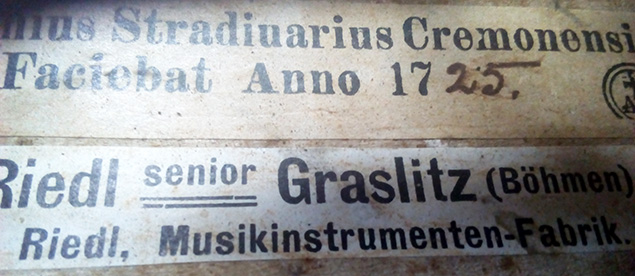 nius Stradiuarius Cremonensi
Faciebat Anno 1725.
Riedl senior Graslitz (Böhmen)
Riedl, Musikinstrumenten-Fabrik.